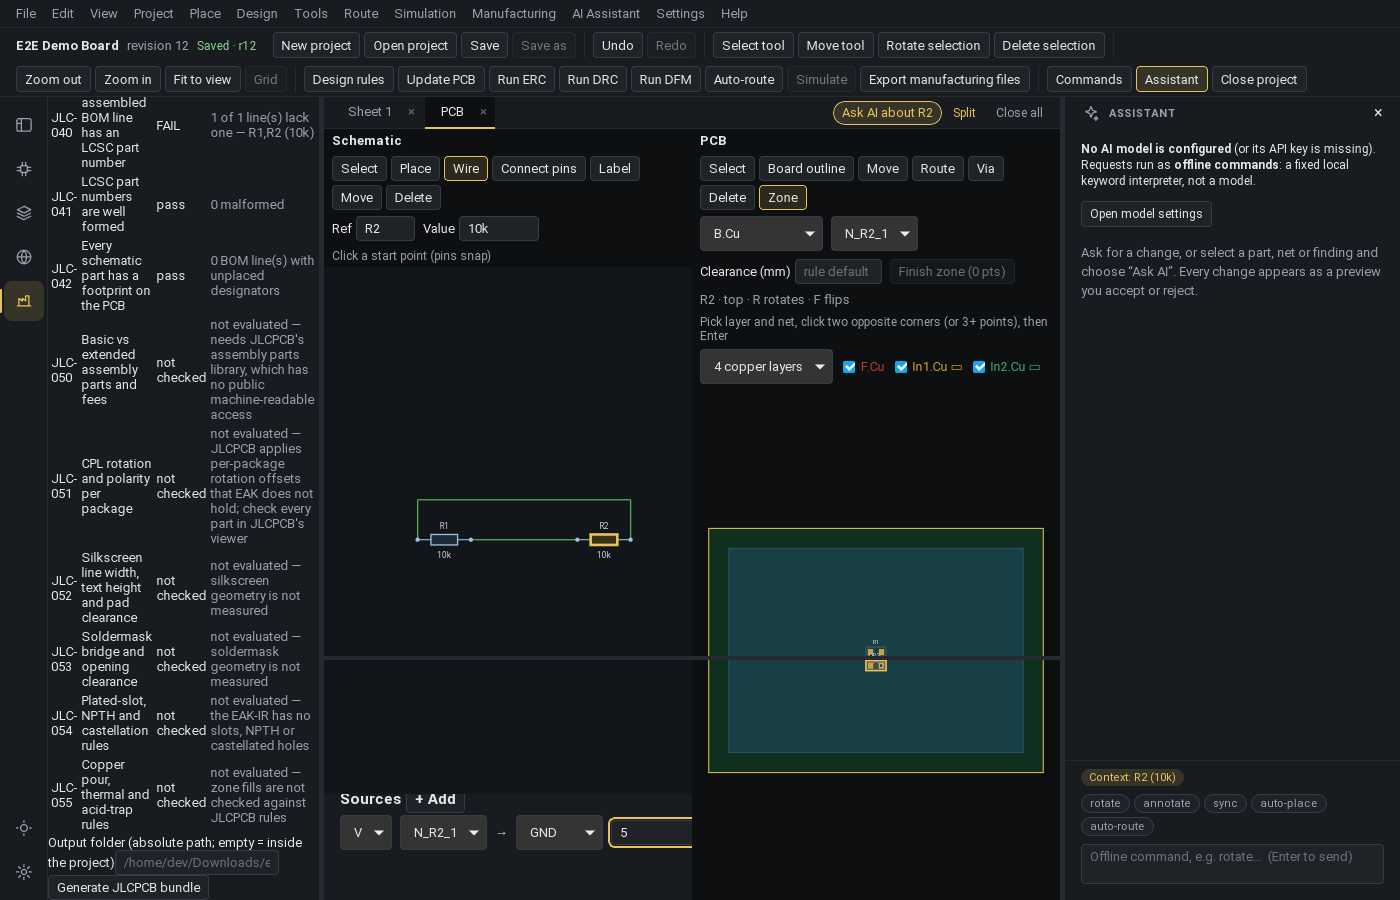 File Edit View Project Place Design Tools Route Simulation Manufacturing AI Assistant Settings Help
E2E Demo Board revision 12 Saved · r12 New project Open project Save Save as Undo Redo Select tool Move tool Rotate selection Delete selection
Zoom out Zoom in Fit to view Grid Design rules Update PCB Run ERC Run DRC Run DFM Auto-route Simulate Export manufacturing files Commands Assistant Close project
JLC-040 assembled BOM line has an LCSC part number FAIL 1 of 1 line(s) lack one — R1,R2 (10k)
JLC-041 LCSC part numbers are well formed pass 0 malformed
JLC-042 Every schematic part has a footprint on the PCB pass 0 BOM line(s) with unplaced designators
JLC-050 Basic vs extended assembly parts and fees not checked not evaluated — needs JLCPCB's assembly parts library, which has no public machine-readable access
JLC-051 CPL rotation and polarity per package not checked not evaluated — JLCPCB applies per-package rotation offsets that EAK does not hold; check every part in JLCPCB's viewer
JLC-052 Silkscreen line width, text height and pad clearance not checked not evaluated — silkscreen geometry is not measured
JLC-053 Soldermask bridge and opening clearance not checked not evaluated — soldermask geometry is not measured
JLC-054 Plated-slot, NPTH and castellation rules not checked not evaluated — the EAK-IR has no slots, NPTH or castellated holes
JLC-055 Copper pour, thermal and acid-trap rules not checked not evaluated — zone fills are not checked against JLCPCB rules
Output folder (absolute path; empty = inside
the project) /home/dev/Downloads/e
Generate JLCPCB bundle
Sheet 1 × PCB × Ask AI about R2 Split Close all
Schematic
Select Place Wire Connect pins Label
Move Delete
Ref R2 Value 10k
Click a start point (pins snap)
R1 R2
10k 10k
Sources + Add
V N_R2_1 → GND 5
PCB
Select Board outline Move Route Via
Delete Zone
B.Cu N_R2_1
Clearance (mm) rule default Finish zone (0 pts)
R2 · top · R rotates · F flips
Pick layer and net, click two opposite corners (or 3+ points), then
Enter
4 copper layers F.Cu In1.Cu In2.Cu
R1
ASSISTANT ×
No AI model is configured (or its API key is missing).
Requests run as offline commands: a fixed local
keyword interpreter, not a model.
Open model settings
Ask for a change, or select a part, net or finding and
choose “Ask AI”. Every change appears as a preview
you accept or reject.
Context: R2 (10k)
rotate annotate sync auto-place
auto-route
Offline command, e.g. rotate… (Enter to send)